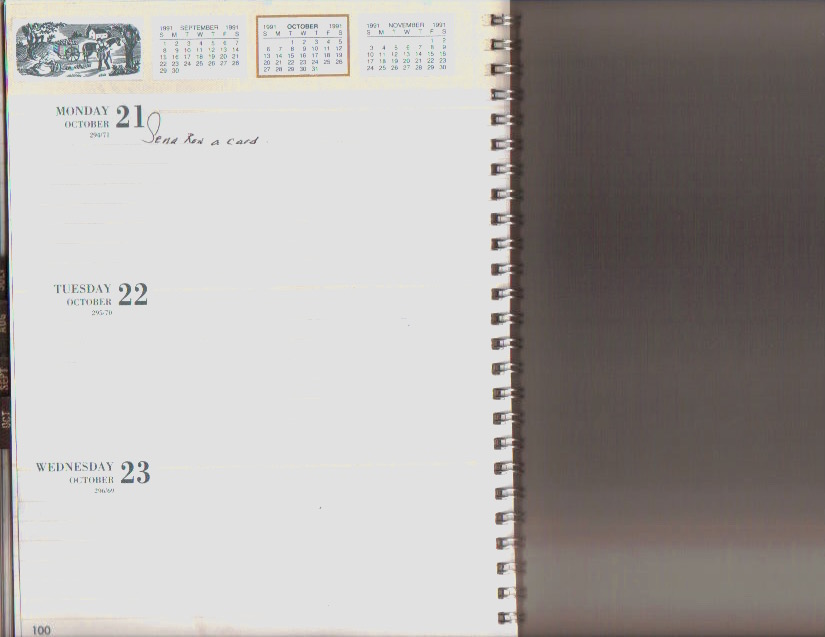 1991 SEPTEMBER 1991
S M T W T F S
1 2 3 4 5 6 7
8 9 10 11 12 13 14
15 16 17 18 19 20 21
22 23 24 25 26 27 28
29 30
1991 OCTOBER 1991
S M T W T F S
1 2 3 4 5
6 7 8 9 10 11 12
13 14 15 16 17 18 19
20 21 22 23 24 25 26
27 28 29 30 31
1991 NOVEMBER 1991
S M T W T F S
1 2
3 4 5 6 7 8 9
10 11 12 13 14 15 16
17 18 19 20 21 22 23
24 25 26 27 28 29 30
MONDAY 21
OCTOBER
294/71
Send Ron a card
TUESDAY 22
OCTOBER
295/70
WEDNESDAY 23
OCTOBER
296/69
JULY
AUG
SEPT
OCT
100